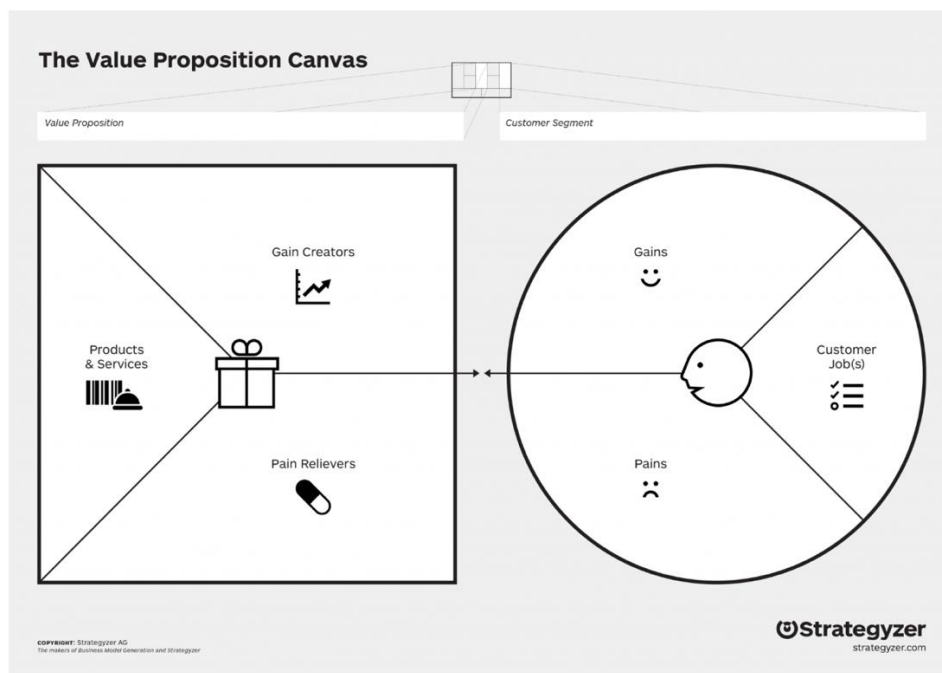 The Value Proposition Canvas
Value Proposition
Customer Segment
Gain Creators
Gains
Products
& Services
Customer
Job(s)
Pain Relievers
Pains
COPYRIGHT: Strategyzer AG
The makers of Business Model Generation and Strategyzer
Strategyzer
strategyzer.com